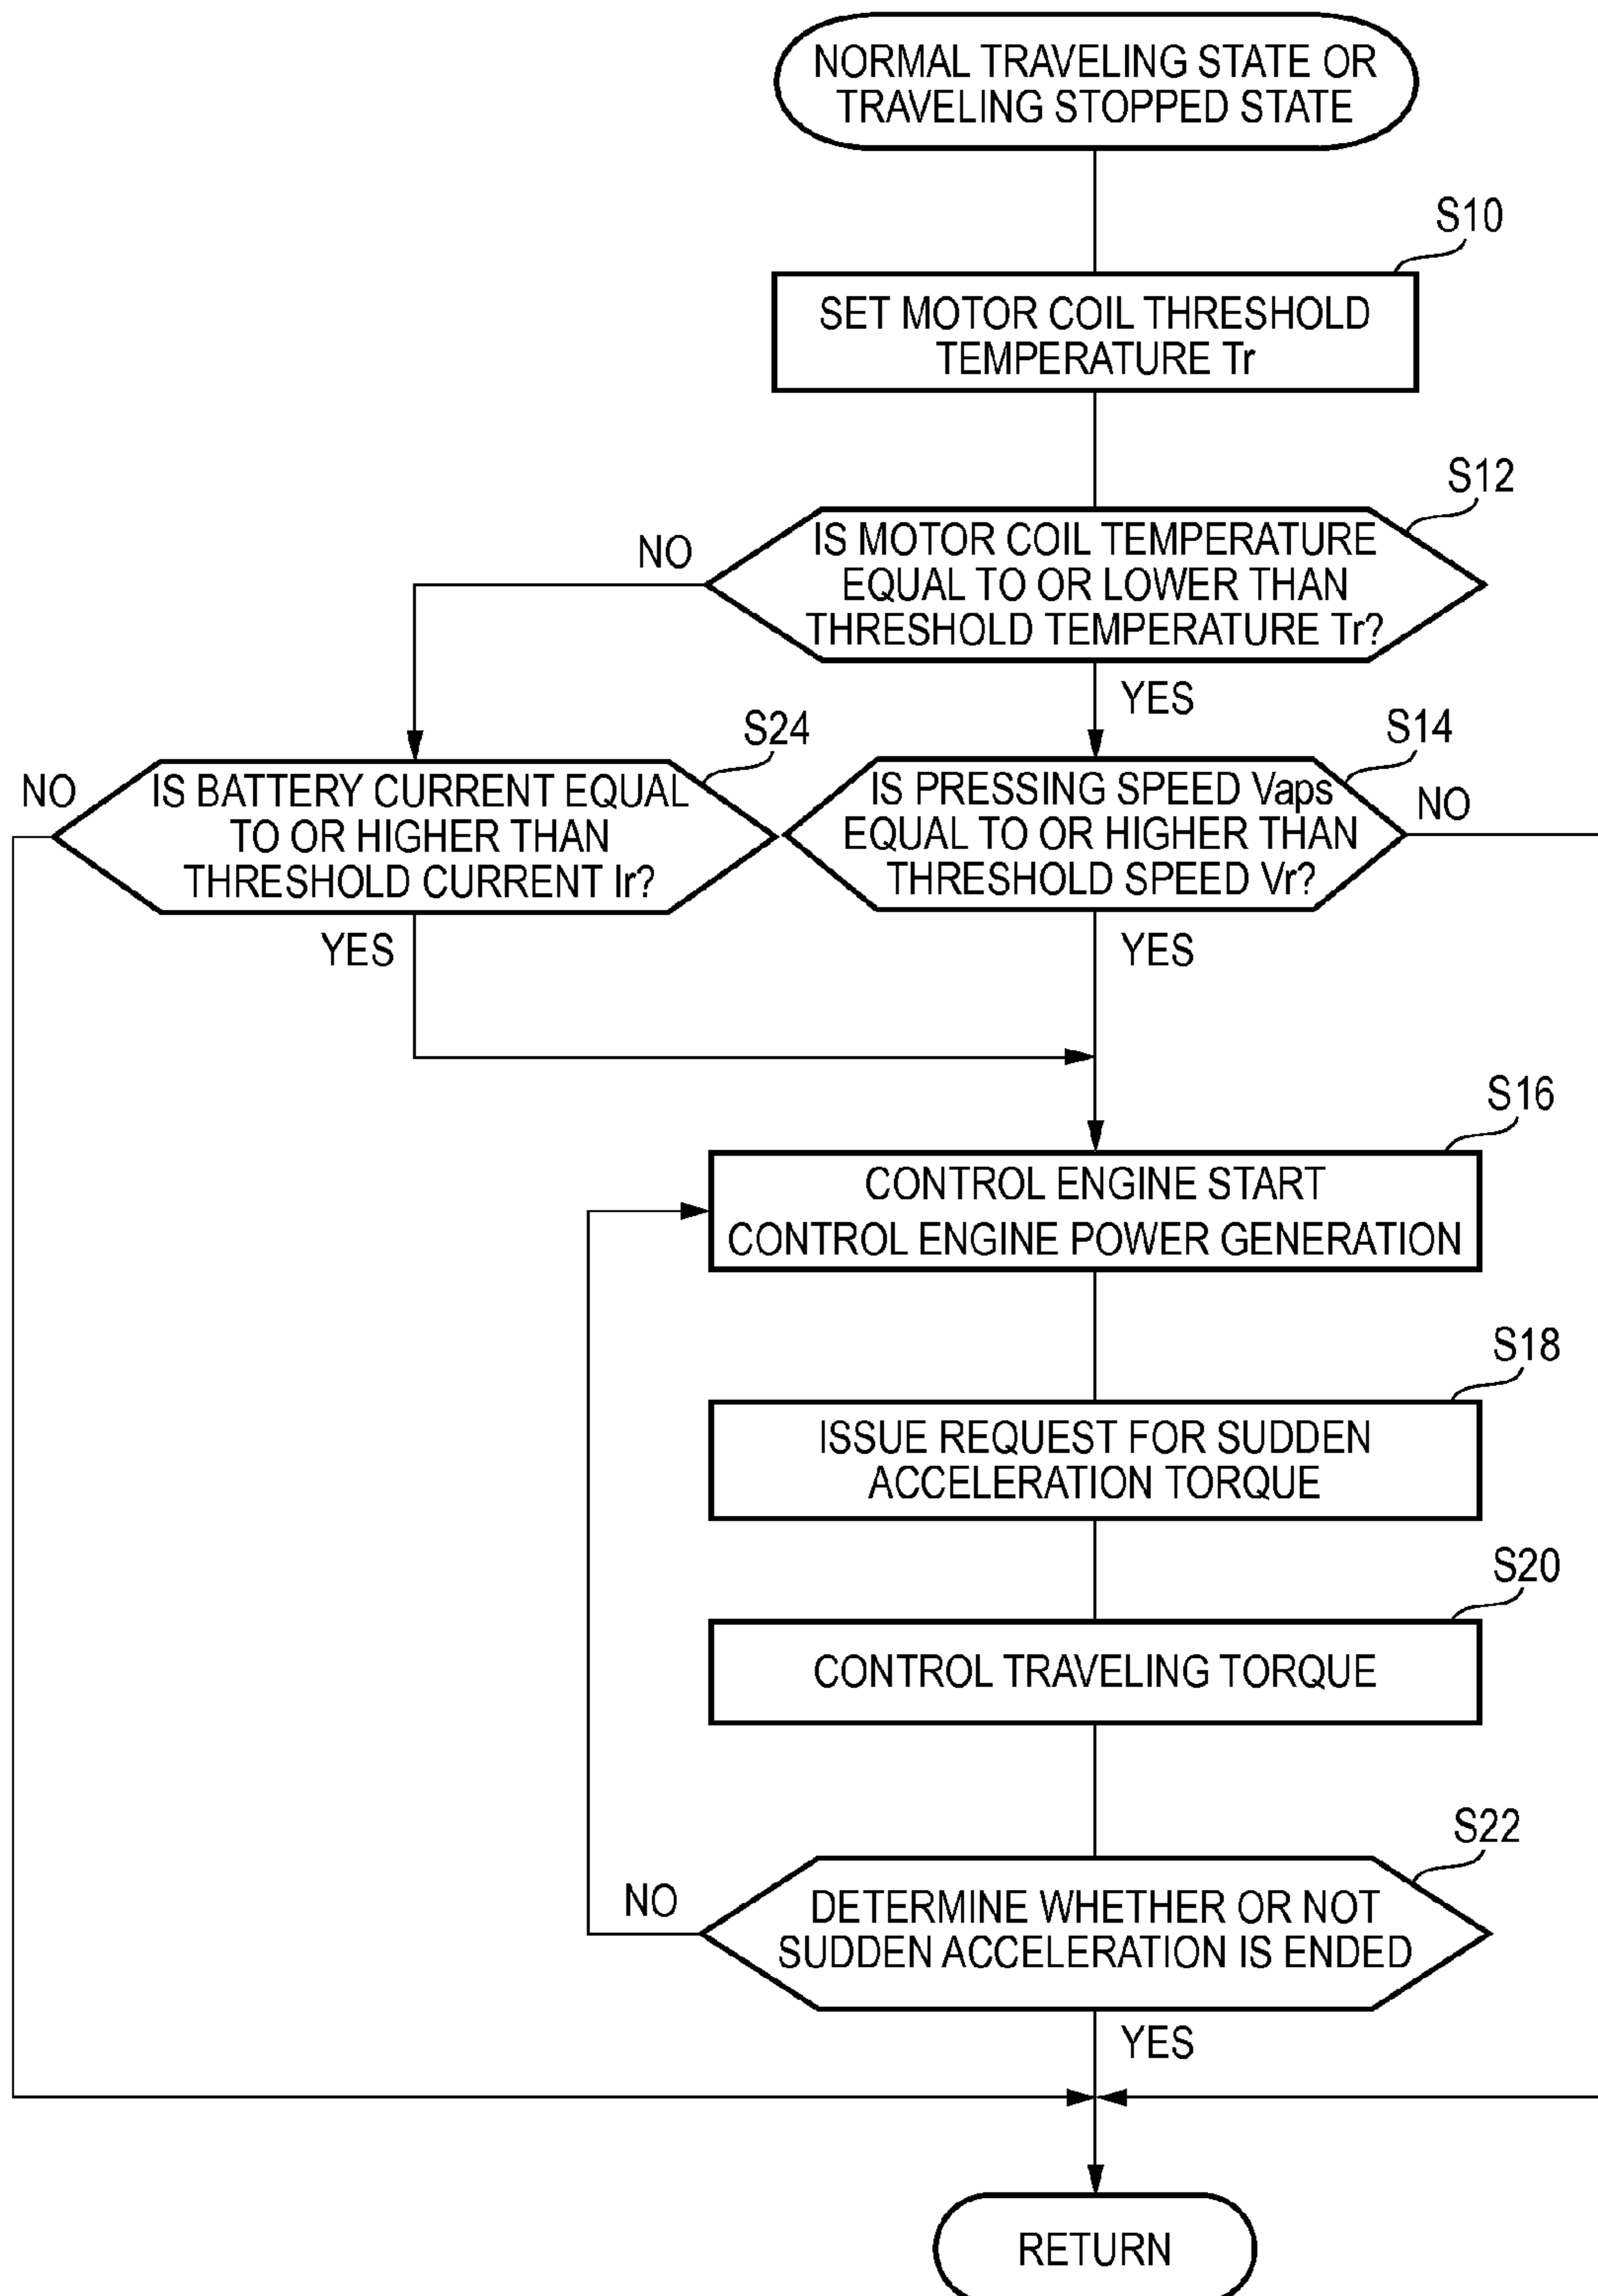 NORMAL TRAVELING STATE OR
TRAVELING STOPPED STATE
S10
SET MOTOR COIL THRESHOLD
TEMPERATURE Tr
S12
IS MOTOR COIL TEMPERATURE
EQUAL TO OR LOWER THAN
THRESHOLD TEMPERATURE Tr?
NO
YES
S24
NO
IS BATTERY CURRENT EQUAL
TO OR HIGHER THAN
THRESHOLD CURRENT Ir?
YES
S14
IS PRESSING SPEED Vaps
EQUAL TO OR HIGHER THAN
THRESHOLD SPEED Vr?
NO
YES
S16
CONTROL ENGINE START
CONTROL ENGINE POWER GENERATION
S18
ISSUE REQUEST FOR SUDDEN
ACCELERATION TORQUE
S20
CONTROL TRAVELING TORQUE
S22
NO
DETERMINE WHETHER OR NOT
SUDDEN ACCELERATION IS ENDED
YES
RETURN